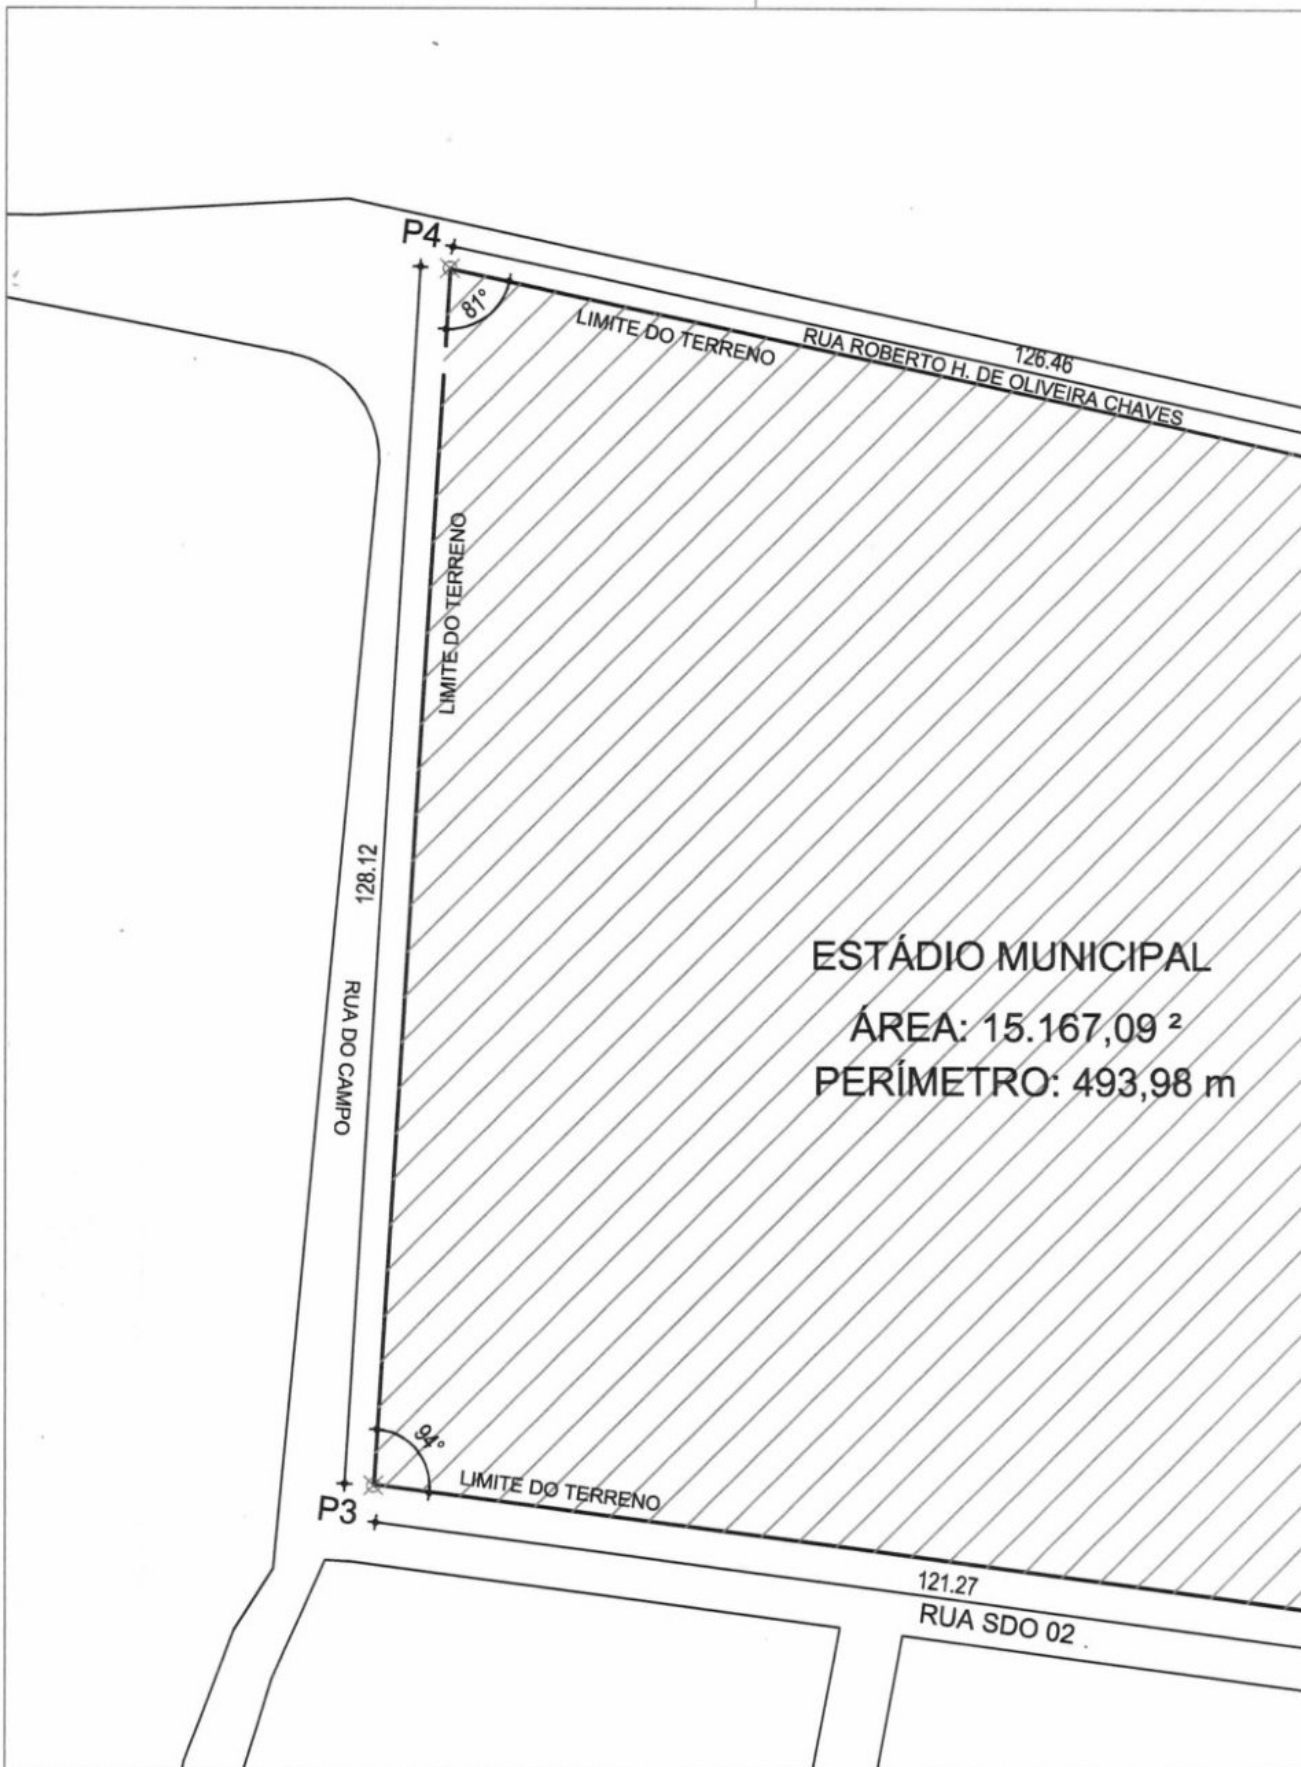 P4
81°
LIMITE DO TERRENO
126.46
RUA ROBERTO H. DE OLIVEIRA CHAVES
LIMITE DO TERRENO
128.12
RUA DO CAMPO
ESTÁDIO MUNICIPAL
ÁREA: 15.167,09 ²
PERÍMETRO: 493,98 m
94°
LIMITE DO TERRENO
P3
121.27
RUA SDO 02